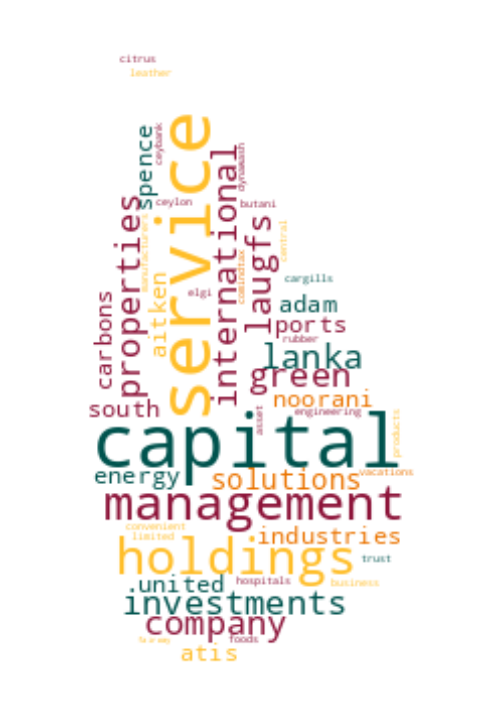 citrus
leather
service
spence
ceybank
dynawash
international
properties
ceylon
butani
manufacturers
laugfs
central
comindtax
aitken
elgi
cargills
carbons
adam
ports
rubber
lanka
green
noorani
south
asset
engineering
products
capital
energy
solutions
vacations
management
convenient
limited
industries
holdings
trust
united
hospitals
business
investments
company
foods
atis